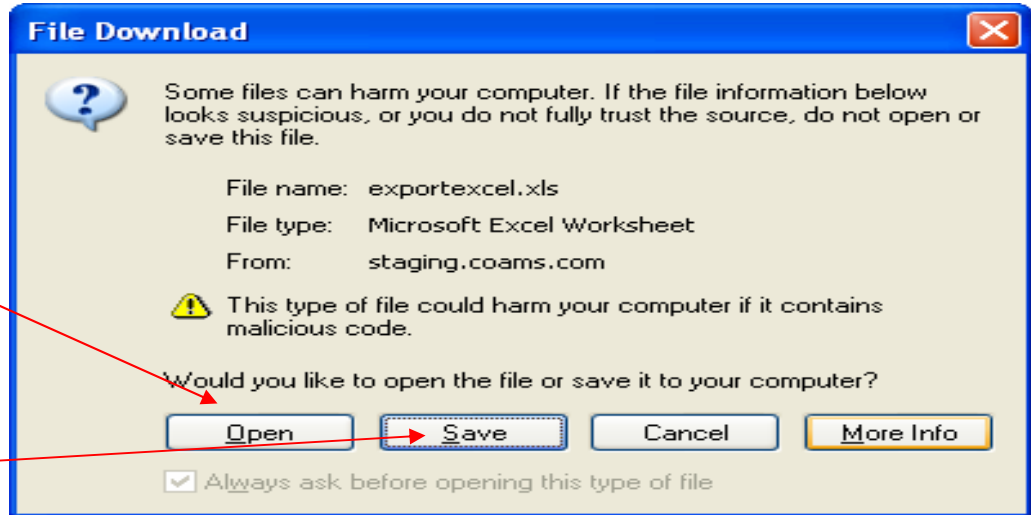 File Download
Some files can harm your computer. If the file information below
looks suspicious, or you do not fully trust the source, do not open or
save this file.
File name: exportexcel.xls
File type: Microsoft Excel Worksheet
From: staging.coams.com
This type of file could harm your computer if it contains
malicious code.
Would you like to open the file or save it to your computer?
Open Save Cancel More Info
Always ask before opening this type of file